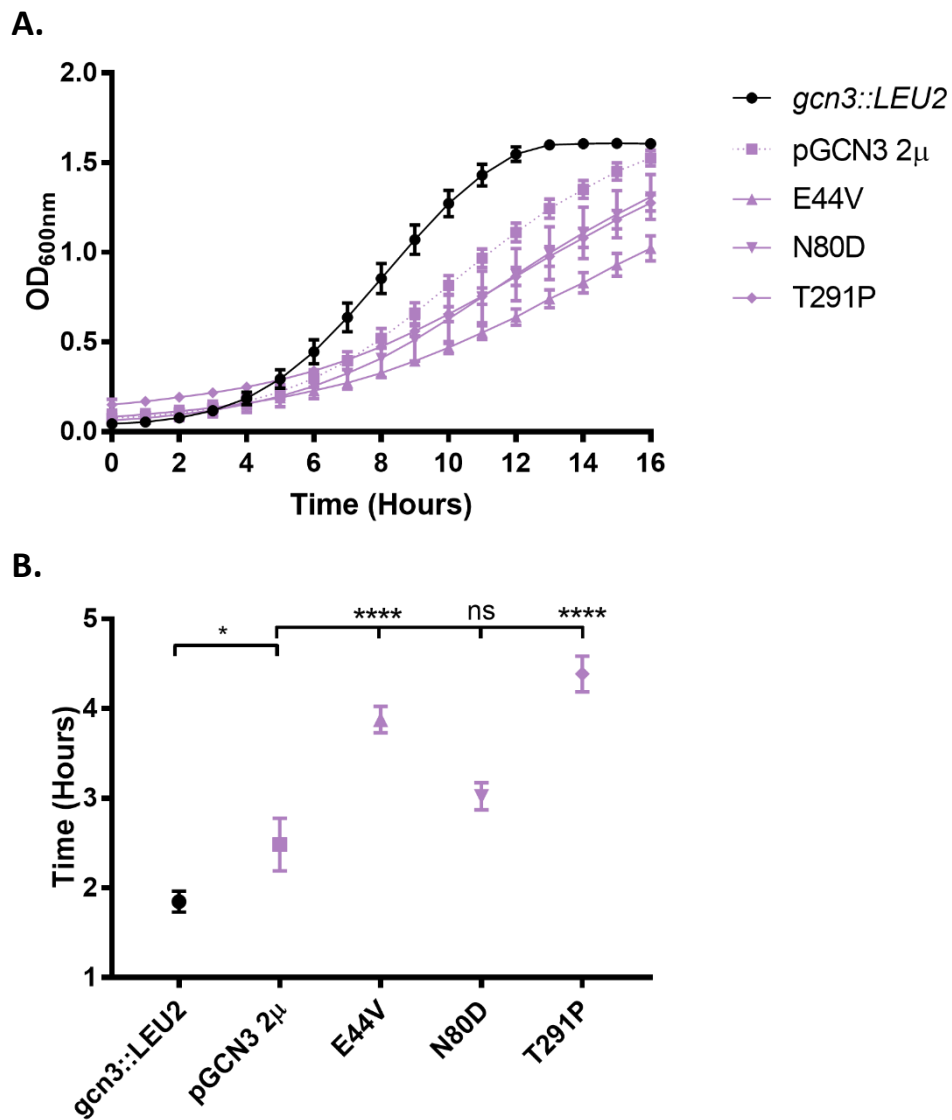 A.
2.0
1.5
1.0
0.5
0.0
OD600nm
0 2 4 6 8 10 12 14 16
Time (Hours)
gcn3::LEU2
pGCN3 2μ
E44V
N80D
T291P
B.
5
4
3
2
1
Time (Hours)
* **** ns ****
gcn3::LEU2
pGCN3 2μ
E44V
N80D
T291P